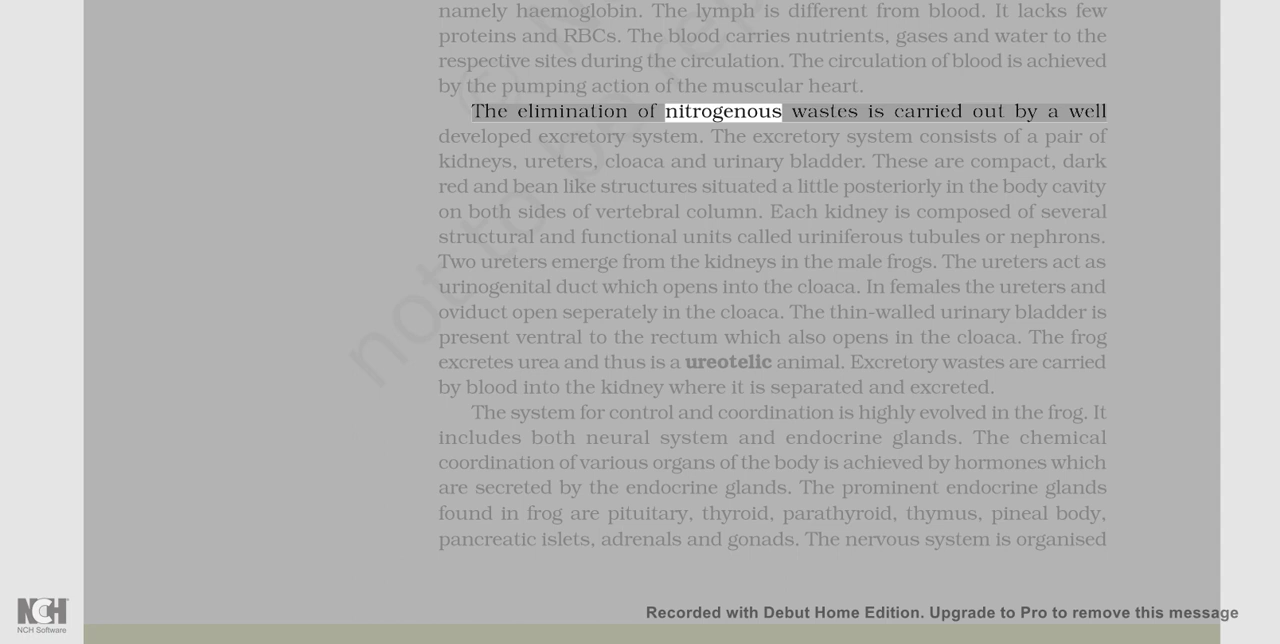 namely haemoglobin. The lymph is different from blood. It lacks few
proteins and RBCs. The blood carries nutrients, gases and water to the
respective sites during the circulation. The circulation of blood is achieved
by the pumping action of the muscular heart.
The elimination of nitrogenous wastes is carried out by a well
developed excretory system. The excretory system consists of a pair of
kidneys, ureters, cloaca and urinary bladder. These are compact, dark
red and bean like structures situated a little posteriorly in the body cavity
on both sides of vertebral column. Each kidney is composed of several
structural and functional units called uriniferous tubules or nephrons.
Two ureters emerge from the kidneys in the male frogs. The ureters act as
urinogenital duct which opens into the cloaca. In females the ureters and
oviduct open seperately in the cloaca. The thin-walled urinary bladder is
present ventral to the rectum which also opens in the cloaca. The frog
excretes urea and thus is a ureotelic animal. Excretory wastes are carried
by blood into the kidney where it is separated and excreted.
The system for control and coordination is highly evolved in the frog. It
includes both neural system and endocrine glands. The chemical
coordination of various organs of the body is achieved by hormones which
are secreted by the endocrine glands. The prominent endocrine glands
found in frog are pituitary, thyroid, parathyroid, thymus, pineal body,
pancreatic islets, adrenals and gonads. The nervous system is organised
not to be
NCH
NCH Software
Recorded with Debut Home Edition. Upgrade to Pro to remove this message